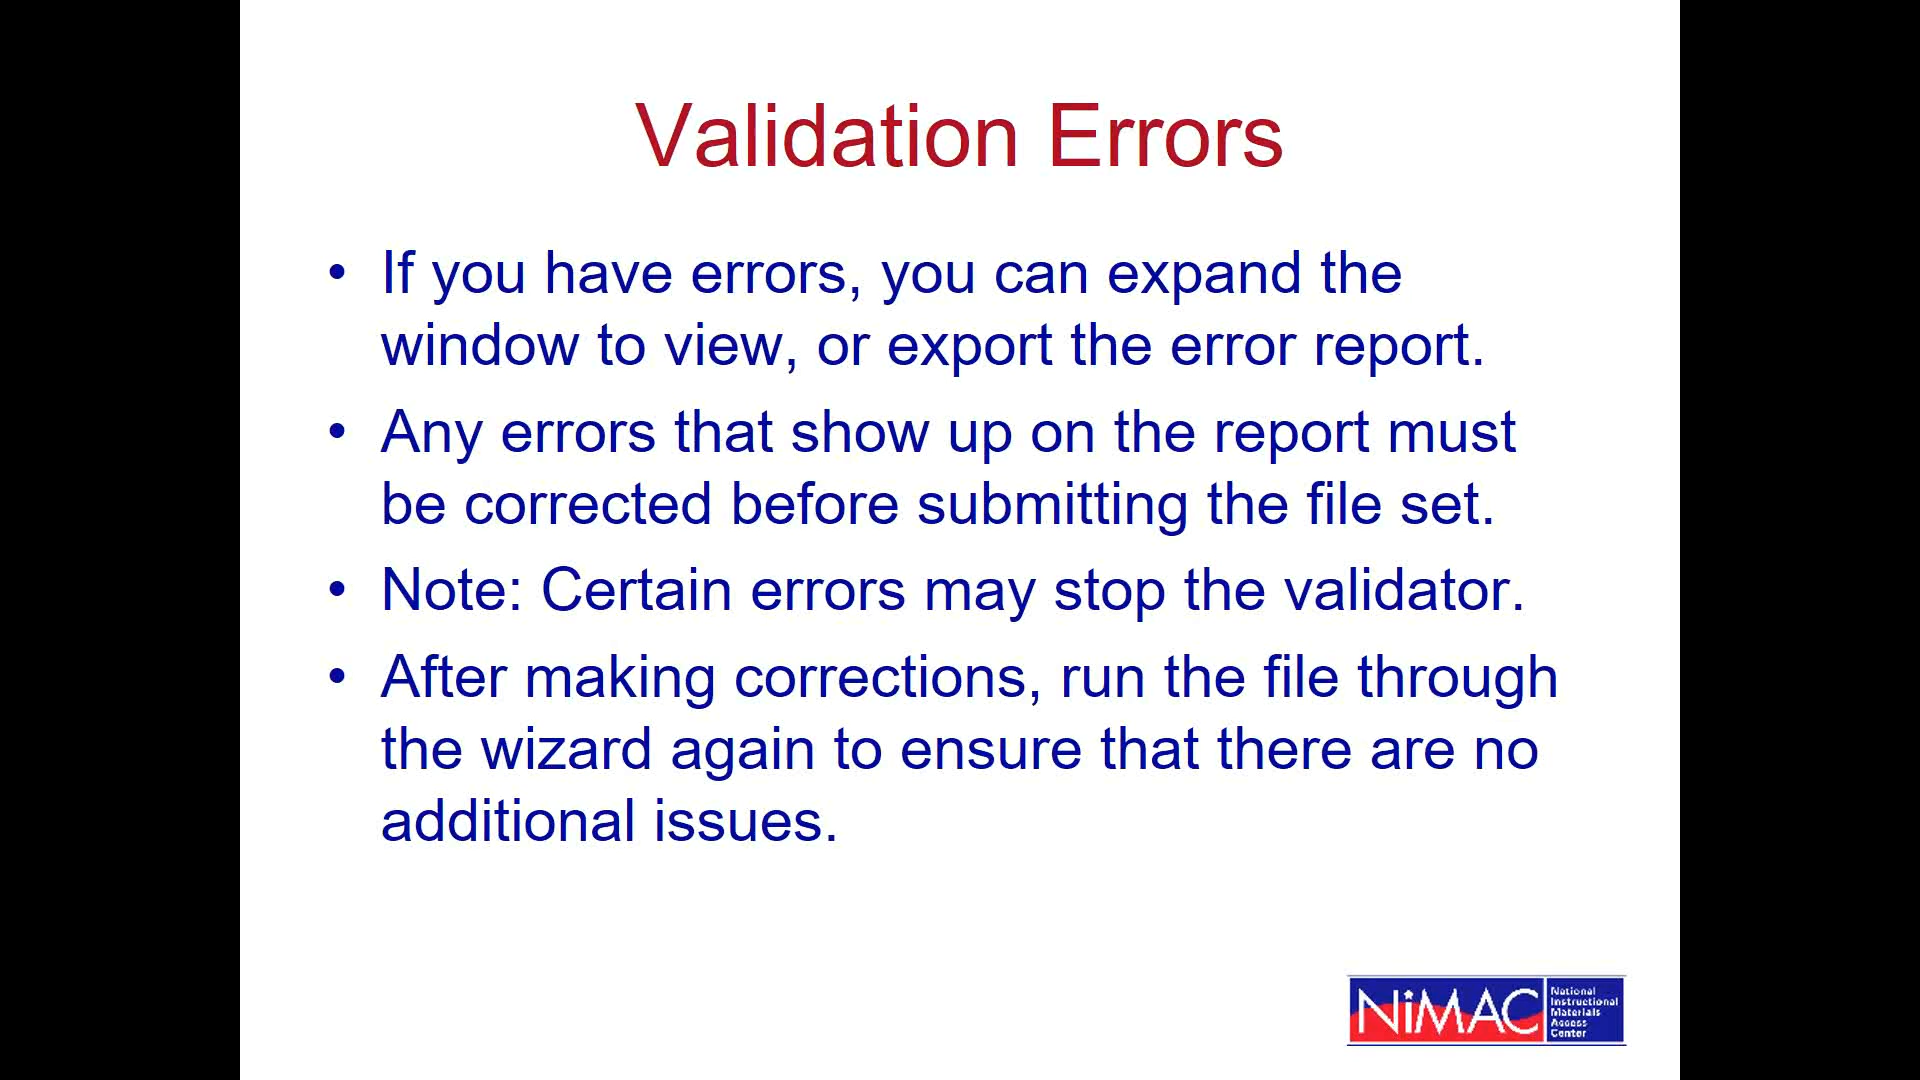 Validation Errors
• If you have errors, you can expand the
window to view, or export the error report.
• Any errors that show up on the report must
be corrected before submitting the file set.
• Note: Certain errors may stop the validator.
• After making corrections, run the file through
the wizard again to ensure that there are no
additional issues.
NiMAC
National
Instructional
Materials
Access
Center